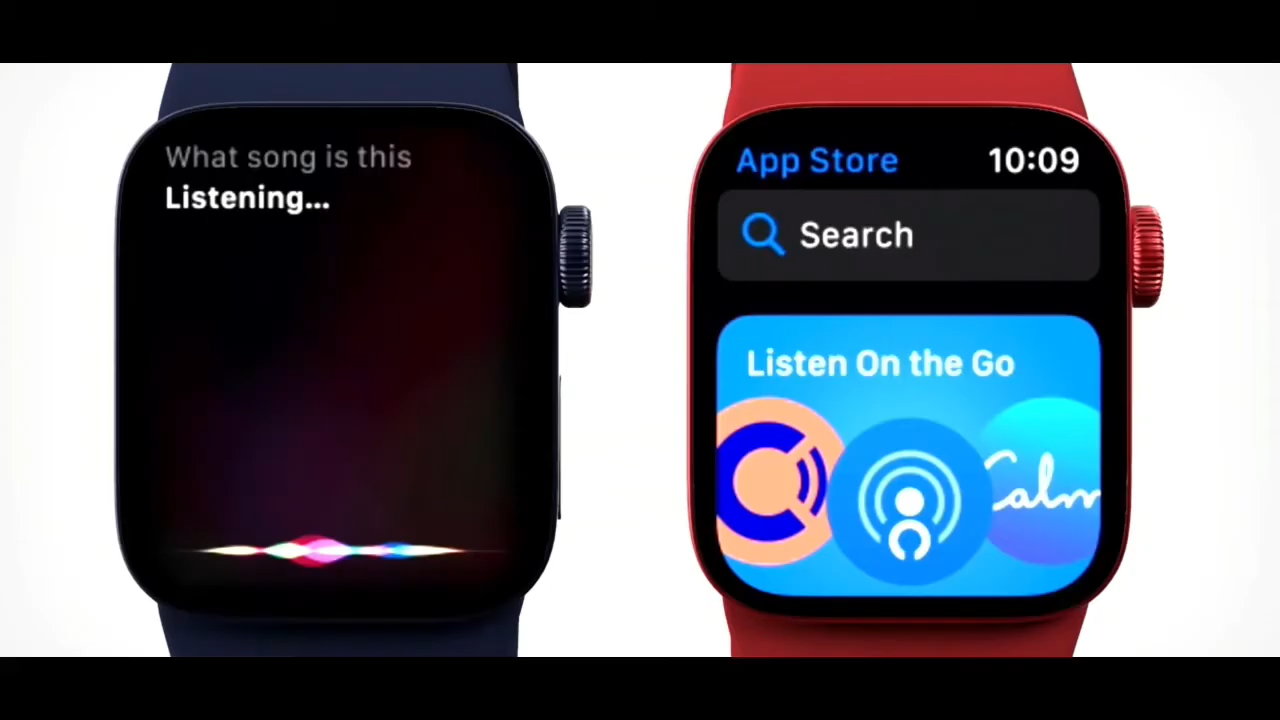 What song is this
Listening...
App Store 10:09
Search
Listen On the Go
Calm